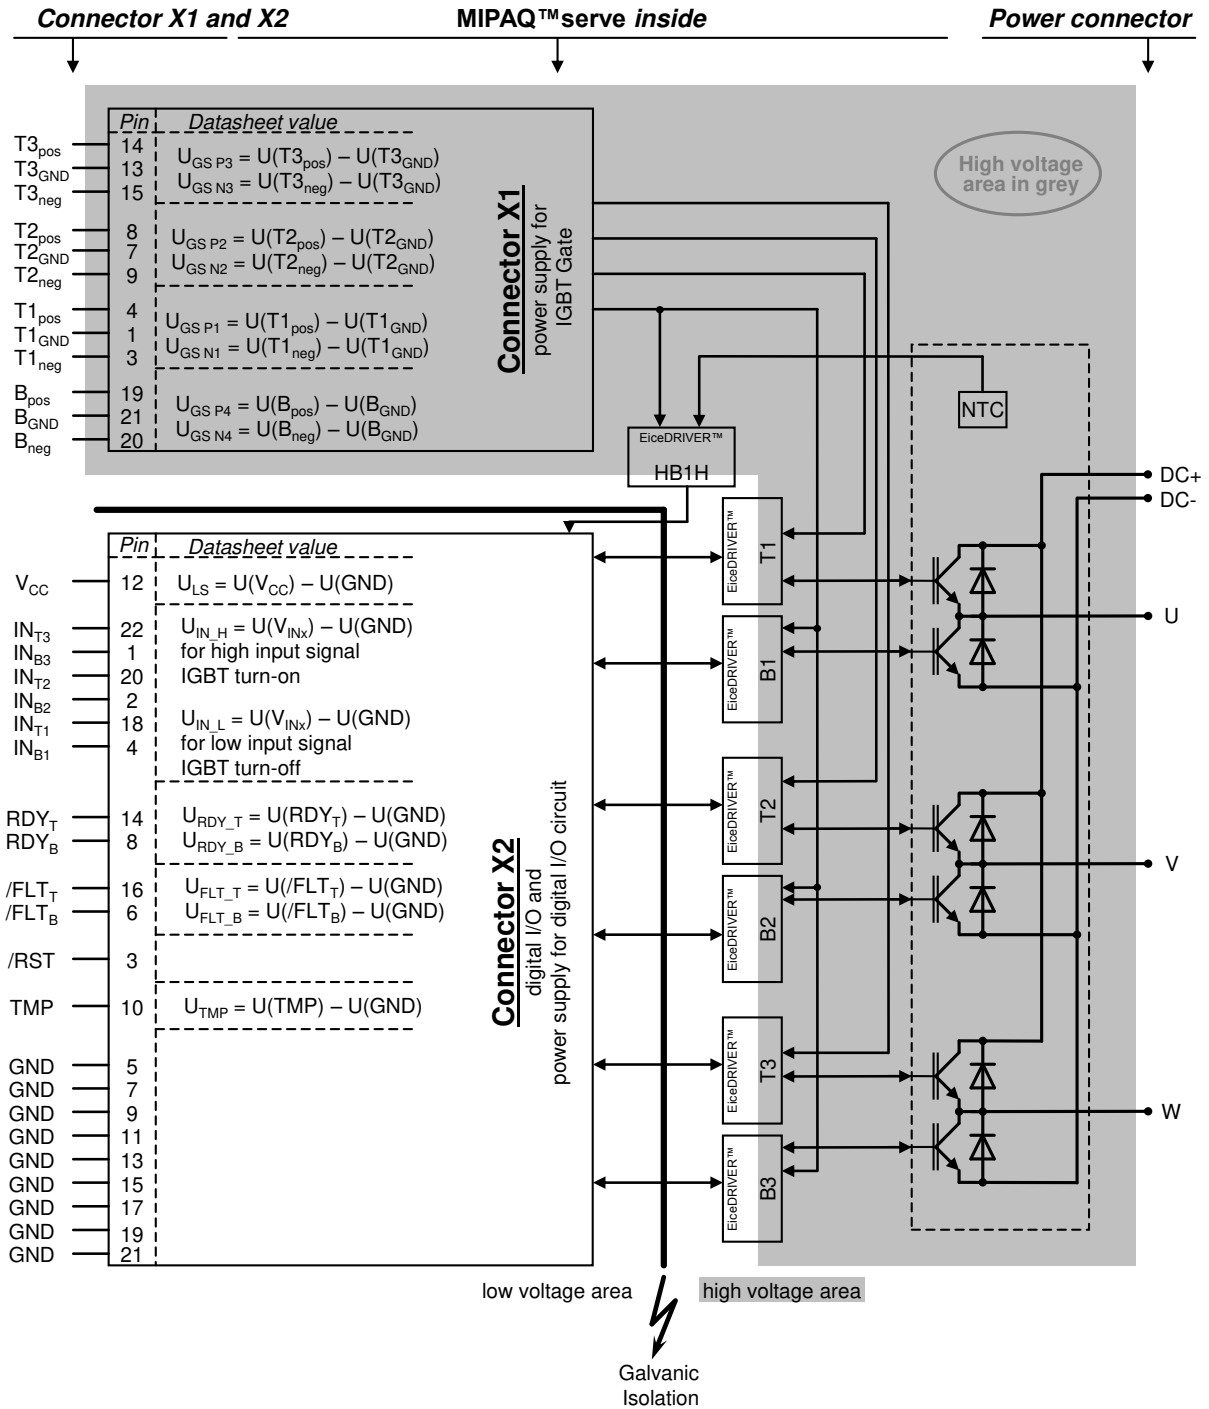 Connector X1 and X2
MIPAQ™serve inside
Power connector
Pin Datasheet value
T3pos 14
T3GND 13
T3neg 15
UGS P3 = U(T3pos) – U(T3GND)
UGS N3 = U(T3neg) – U(T3GND)
T2pos 8
T2GND 7
T2neg 9
UGS P2 = U(T2pos) – U(T2GND)
UGS N2 = U(T2neg) – U(T2GND)
T1pos 4
T1GND 1
T1neg 3
UGS P1 = U(T1pos) – U(T1GND)
UGS N1 = U(T1neg) – U(T1GND)
Bpos 19
BGND 21
Bneg 20
UGS P4 = U(Bpos) – U(BGND)
UGS N4 = U(Bneg) – U(BGND)
Connector X1
power supply for
IGBT Gate
High voltage
area in grey
NTC
EiceDRIVER™
HB1H
DC+
DC-
Pin Datasheet value
VCC 12
ULS = U(VCC) – U(GND)
INT3 22
INB3 1
INT2 20
INB2 2
INT1 18
INB1 4
UIN_H = U(VINx) – U(GND)
for high input signal
IGBT turn-on
UIN_L = U(VINx) – U(GND)
for low input signal
IGBT turn-off
RDYT 14
RDYB 8
URDY_T = U(RDYT) – U(GND)
URDY_B = U(RDYB) – U(GND)
/FLTT 16
/FLTB 6
UFLT_T = U(/FLTT) – U(GND)
UFLT_B = U(/FLTB) – U(GND)
/RST 3
TMP 10
UTMP = U(TMP) – U(GND)
GND 5
GND 7
GND 9
GND 11
GND 13
GND 15
GND 17
GND 19
GND 21
Connector X2
digital I/O and
power supply for digital I/O circuit
EiceDRIVER™
T1
EiceDRIVER™
B1
EiceDRIVER™
T2
EiceDRIVER™
B2
EiceDRIVER™
T3
EiceDRIVER™
B3
U
V
W
low voltage area
high voltage area
Galvanic
Isolation